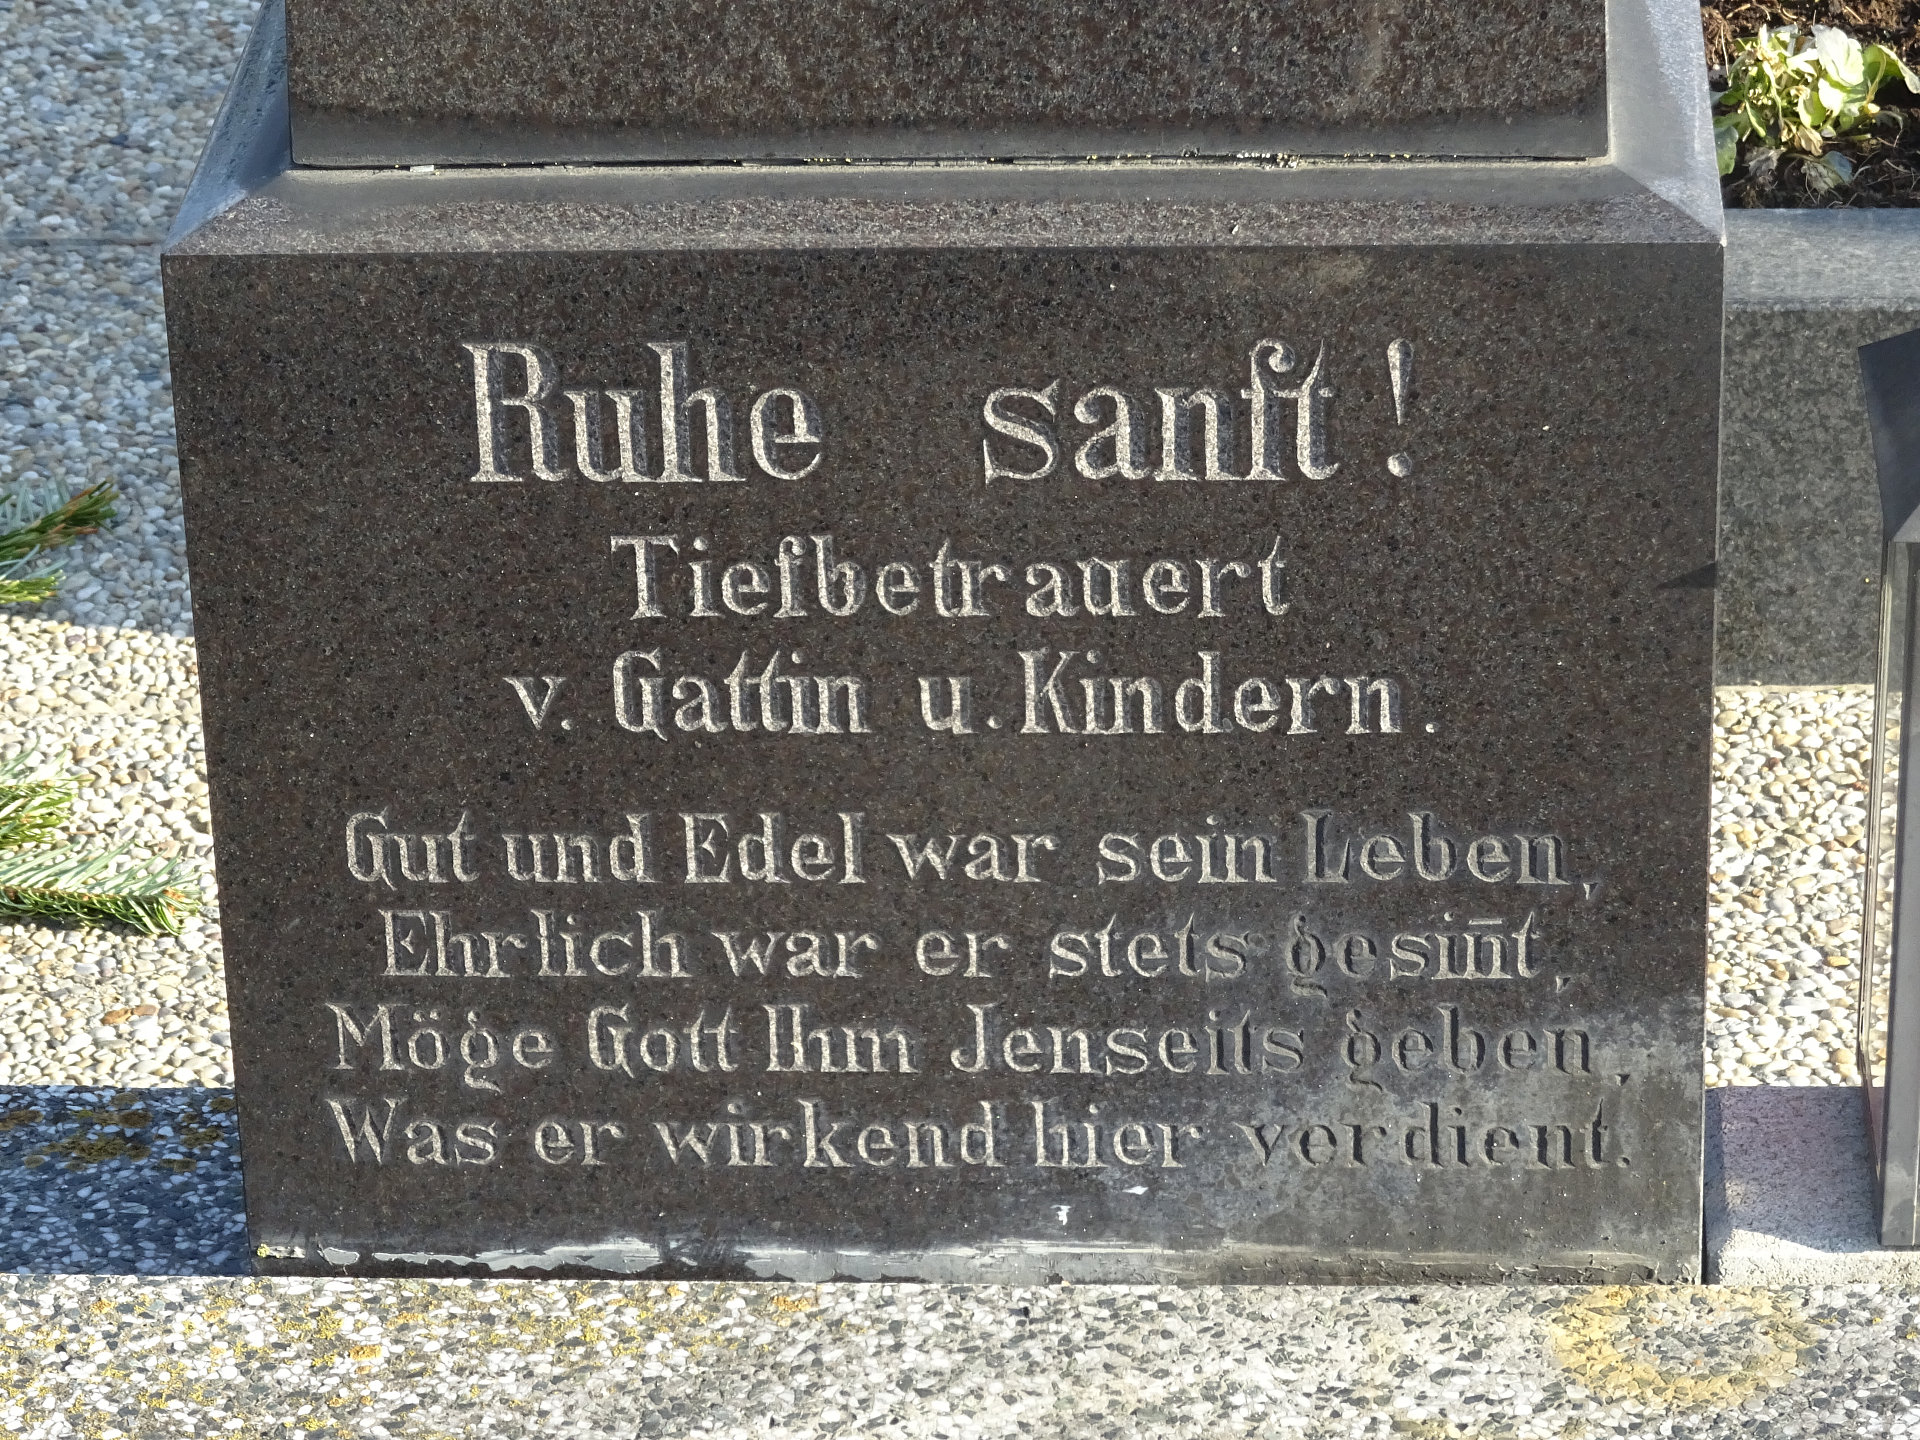 Ruhe sanft!
Tiefbetrauert
v. Gattin u. Kindern.
Gut und Edel war sein Leben,
Ehrlich war er stets gesin̄t,
Möge Gott Ihm Jenseits geben,
Was er wirkend hier verdient.